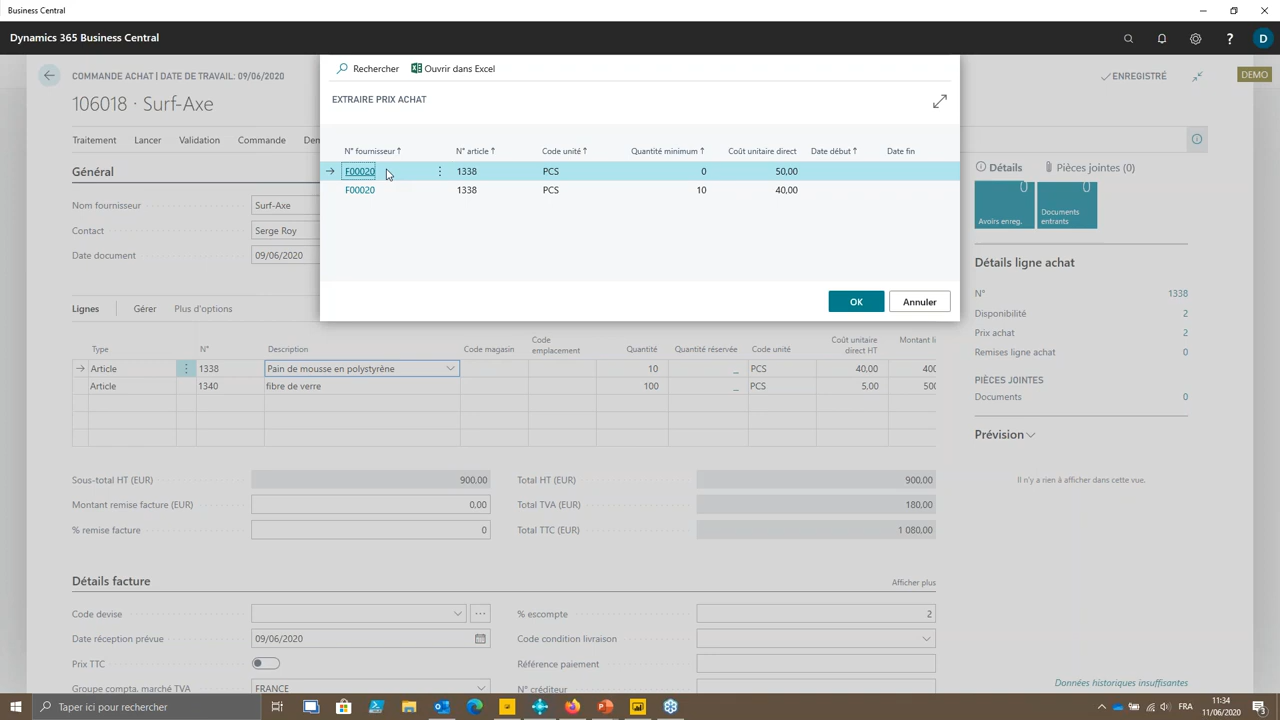 Business Central
Dynamics 365 Business Central
D
COMMANDE ACHAT | DATE DE TRAVAIL: 09/06/2020
ENREGISTRÉ
DEMO
106018 · Surf-Axe
Traitement Lancer Validation Commande
Général
Nom fournisseur Surf-Axe
Contact Serge Roy
Date document 09/06/2020
Rechercher Ouvrir dans Excel
EXTRAIRE PRIX ACHAT
N° fournisseur ↑ N° article ↑ Code unité ↑ Quantité minimum ↑ Coût unitaire direct Date début ↑ Date fin
F00020 1338 PCS 0 50,00
F00020 1338 PCS 10 40,00
OK Annuler
Lignes Gérer Plus d'options
Type N° Description Code magasin Code emplacement Quantité Quantité réservée Code unité Coût unitaire direct HT
Article 1338 Pain de mousse en polystyrène 10 _ PCS 40,00
Article 1340 fibre de verre 100 _ PCS 5,00
Sous-total HT (EUR) 900,00 Total HT (EUR) 900,00
Montant remise facture (EUR) 0,00 Total TVA (EUR) 180,00
% remise facture 0 Total TTC (EUR) 1 080,00
Détails facture Afficher plus
Code devise % escompte 2
Date réception prévue 09/06/2020 Code condition livraison
Prix TTC Référence paiement
Groupe compta. marché TVA FRANCE N° créditeur
Détails Pièces jointes (0)
0 0
Avoirs enreg. Documents entrants
Détails ligne achat
N° 1338
Disponibilité 2
Prix achat 2
Remises ligne achat 0
PIÈCES JOINTES
Documents 0
Prévision
Il n'y a rien à afficher dans cette vue.
Données historiques insuffisantes
Taper ici pour rechercher
FRA
11:34
11/06/2020
3